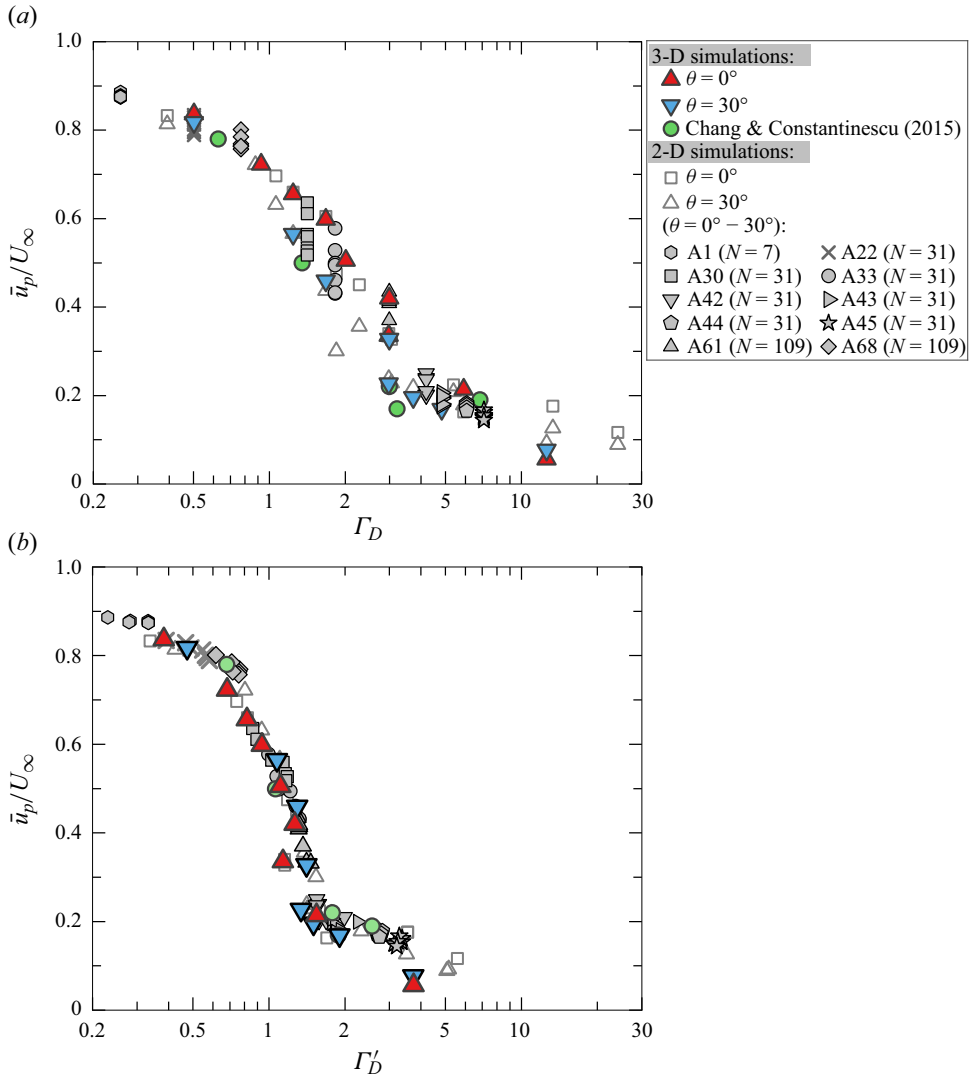 (a)
1.0
0.8
0.6
0.4
0.2
0
ū_p/U_∞
0.2 0.5 1 2 5 10 30
Γ_D
3-D simulations:
θ = 0°
θ = 30°
Chang & Constantinescu (2015)
2-D simulations:
θ = 0°
θ = 30°
(θ = 0° − 30°):
A1 (N = 7) A22 (N = 31)
A30 (N = 31) A33 (N = 31)
A42 (N = 31) A43 (N = 31)
A44 (N = 31) A45 (N = 31)
A61 (N = 109) A68 (N = 109)
(b)
1.0
0.8
0.6
0.4
0.2
0
ū_p/U_∞
0.2 0.5 1 2 5 10 30
Γ′_D